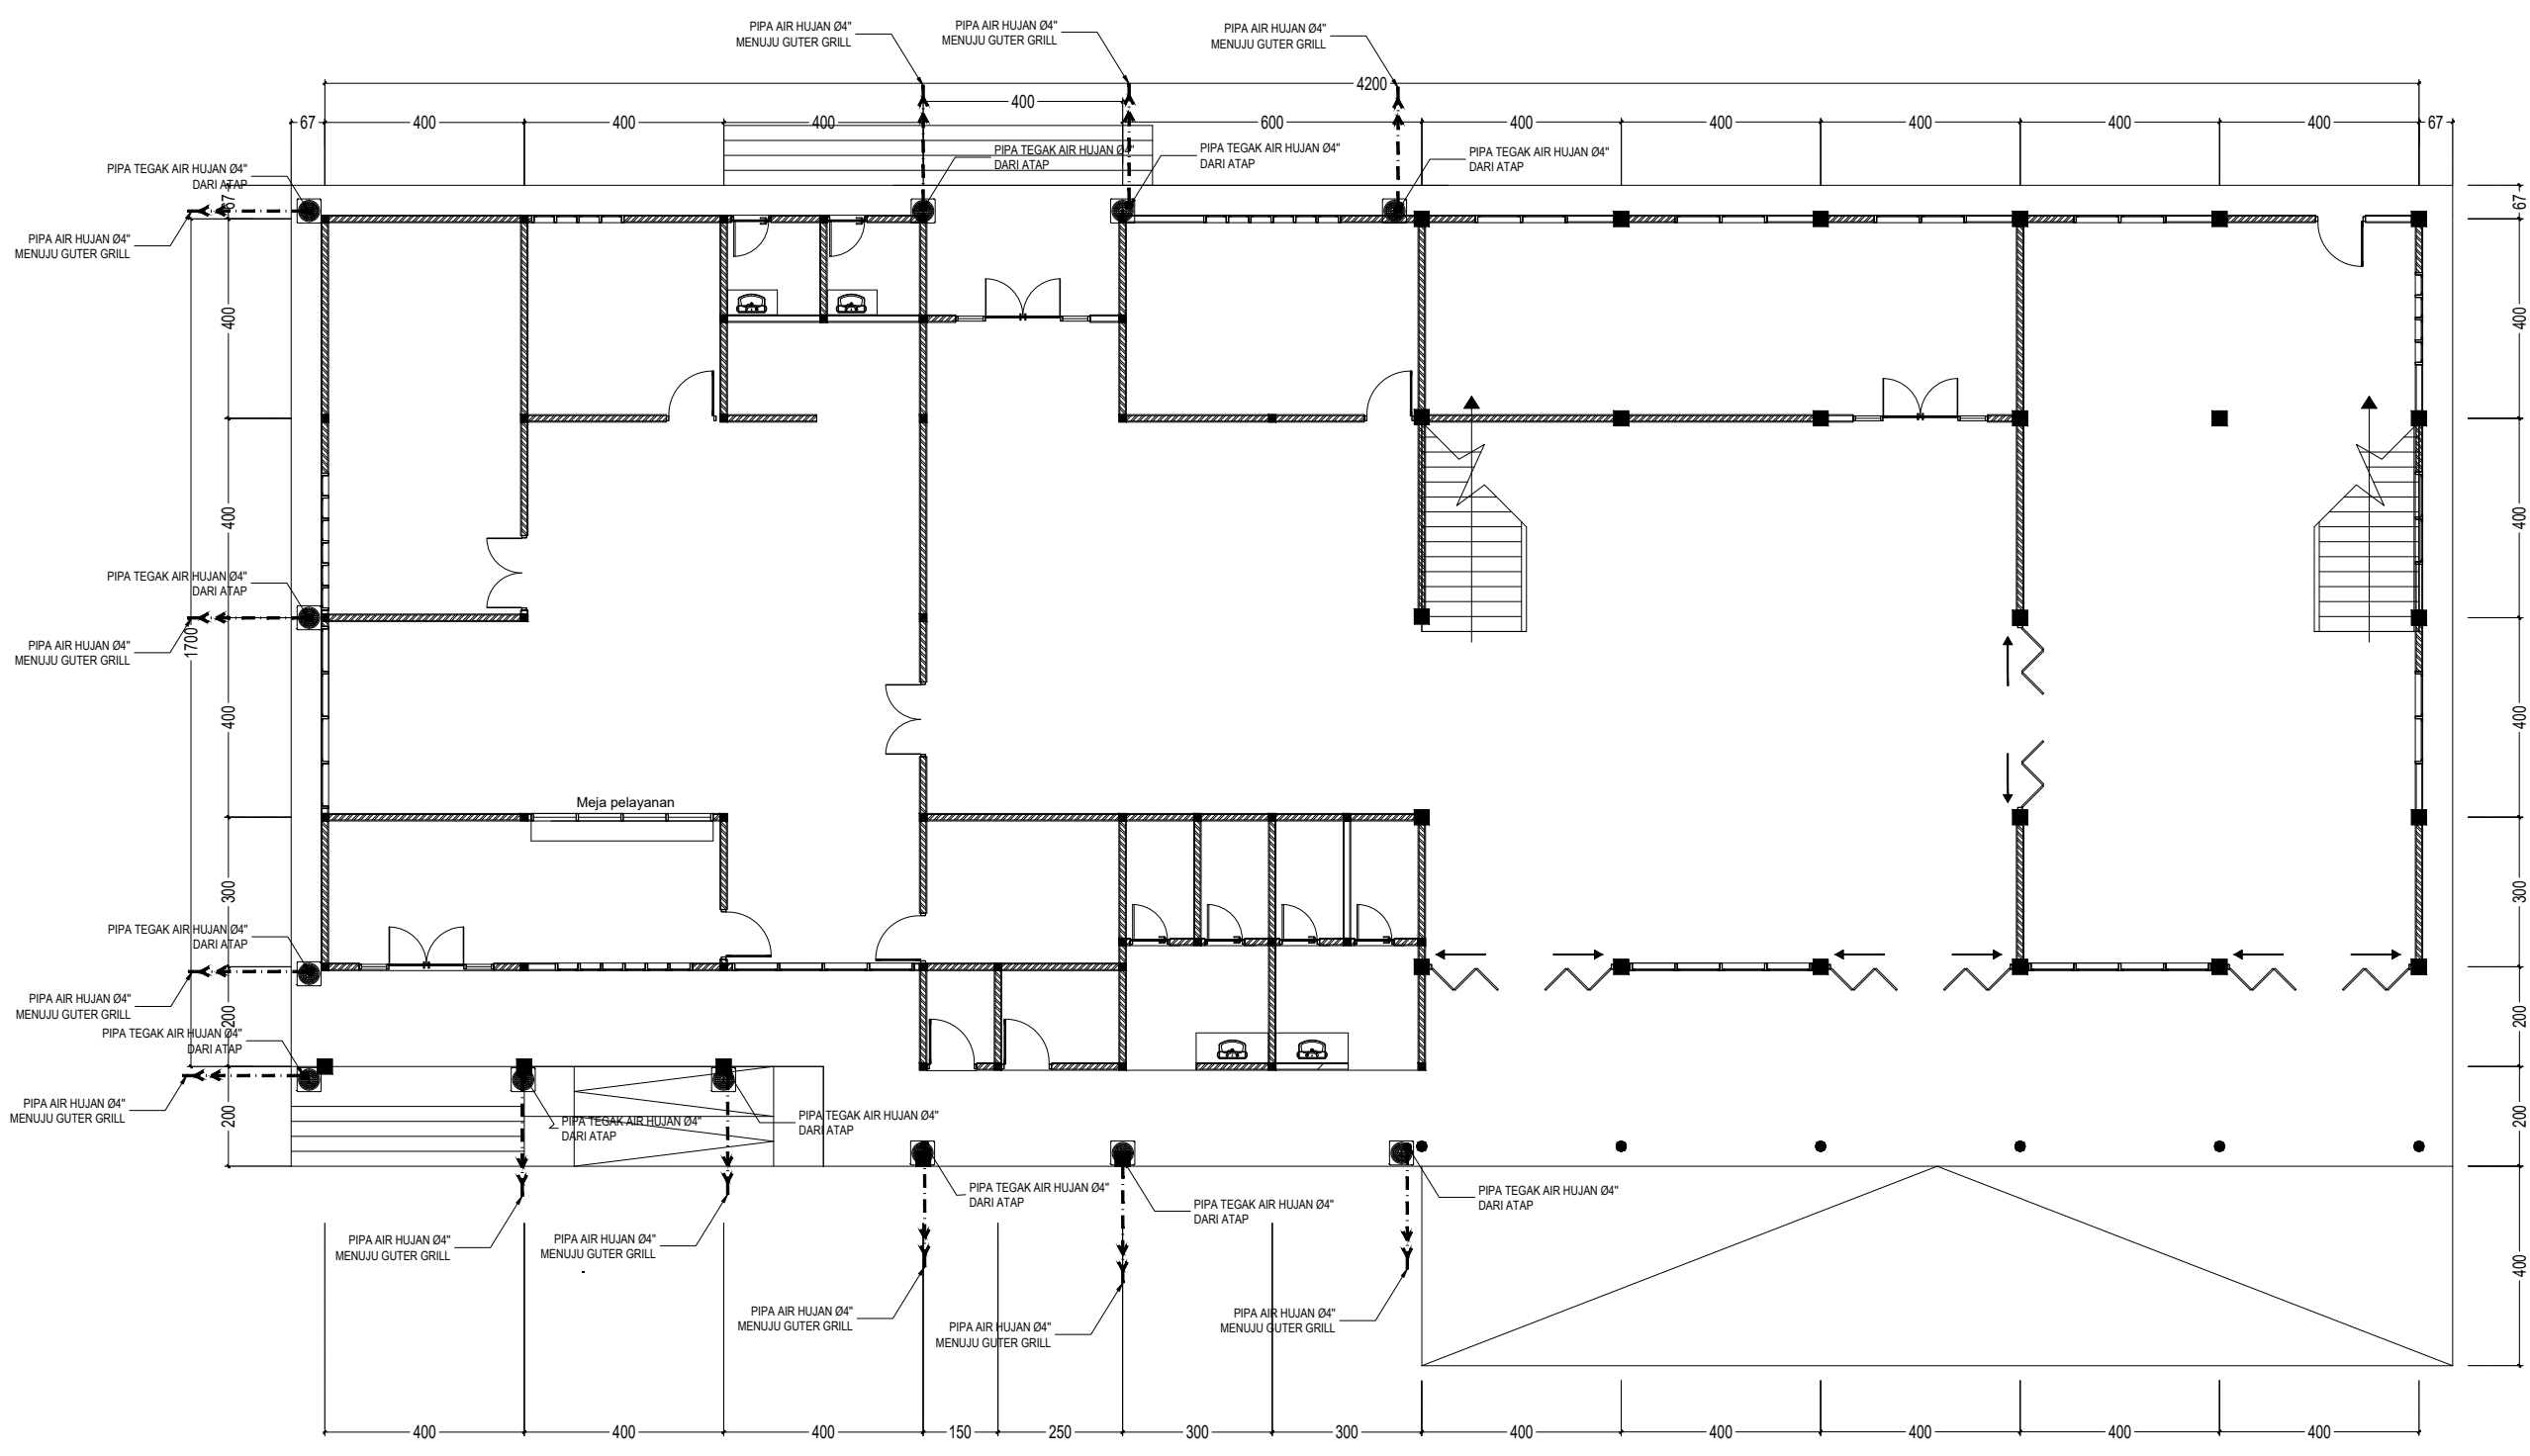 PIPA AIR HUJAN Ø4"
MENUJU GUTER GRILL
PIPA AIR HUJAN Ø4"
MENUJU GUTER GRILL
PIPA AIR HUJAN Ø4"
MENUJU GUTER GRILL
4200
400
67
400
400
400
600
400
400
400
400
400
67
PIPA TEGAK AIR HUJAN Ø4"
DARI ATAP
PIPA TEGAK AIR HUJAN Ø4"
DARI ATAP
PIPA TEGAK AIR HUJAN Ø4"
DARI ATAP
PIPA TEGAK AIR HUJAN Ø4"
DARI ATAP
67
67
PIPA AIR HUJAN Ø4"
MENUJU GUTER GRILL
400
400
400
400
PIPA TEGAK AIR HUJAN Ø4"
DARI ATAP
1700
PIPA AIR HUJAN Ø4"
MENUJU GUTER GRILL
400
400
Meja pelayanan
300
300
PIPA TEGAK AIR HUJAN Ø4"
DARI ATAP
PIPA AIR HUJAN Ø4"
MENUJU GUTER GRILL
200
200
PIPA TEGAK AIR HUJAN Ø4"
DARI ATAP
PIPA AIR HUJAN Ø4"
MENUJU GUTER GRILL
200
200
PIPA TEGAK AIR HUJAN Ø4"
DARI ATAP
PIPA TEGAK AIR HUJAN Ø4"
DARI ATAP
PIPA TEGAK AIR HUJAN Ø4"
DARI ATAP
PIPA TEGAK AIR HUJAN Ø4"
DARI ATAP
PIPA TEGAK AIR HUJAN Ø4"
DARI ATAP
PIPA AIR HUJAN Ø4"
MENUJU GUTER GRILL
PIPA AIR HUJAN Ø4"
MENUJU GUTER GRILL
400
PIPA AIR HUJAN Ø4"
MENUJU GUTER GRILL
PIPA AIR HUJAN Ø4"
MENUJU GUTER GRILL
PIPA AIR HUJAN Ø4"
MENUJU GUTER GRILL
400
400
400
150
250
300
300
400
400
400
400
400